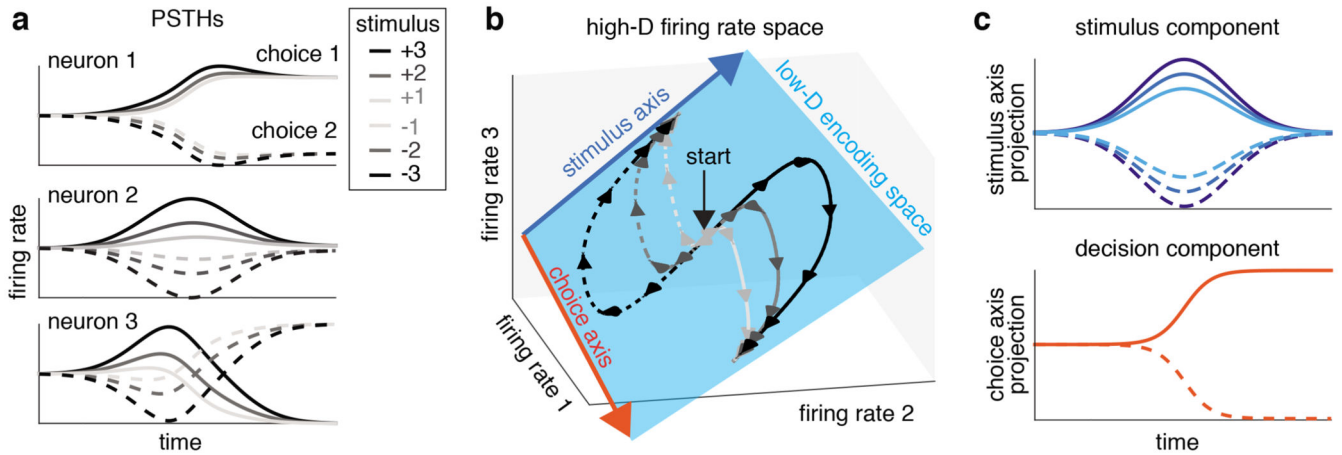 a
PSTHs
neuron 1
choice 1
choice 2
stimulus
+3
+2
+1
-1
-2
-3
neuron 2
firing rate
neuron 3
time
b
high-D firing rate space
stimulus axis
low-D encoding space
start
choice axis
firing rate 3
firing rate 1
firing rate 2
c
stimulus component
stimulus axis
projection
decision component
choice axis
projection
time